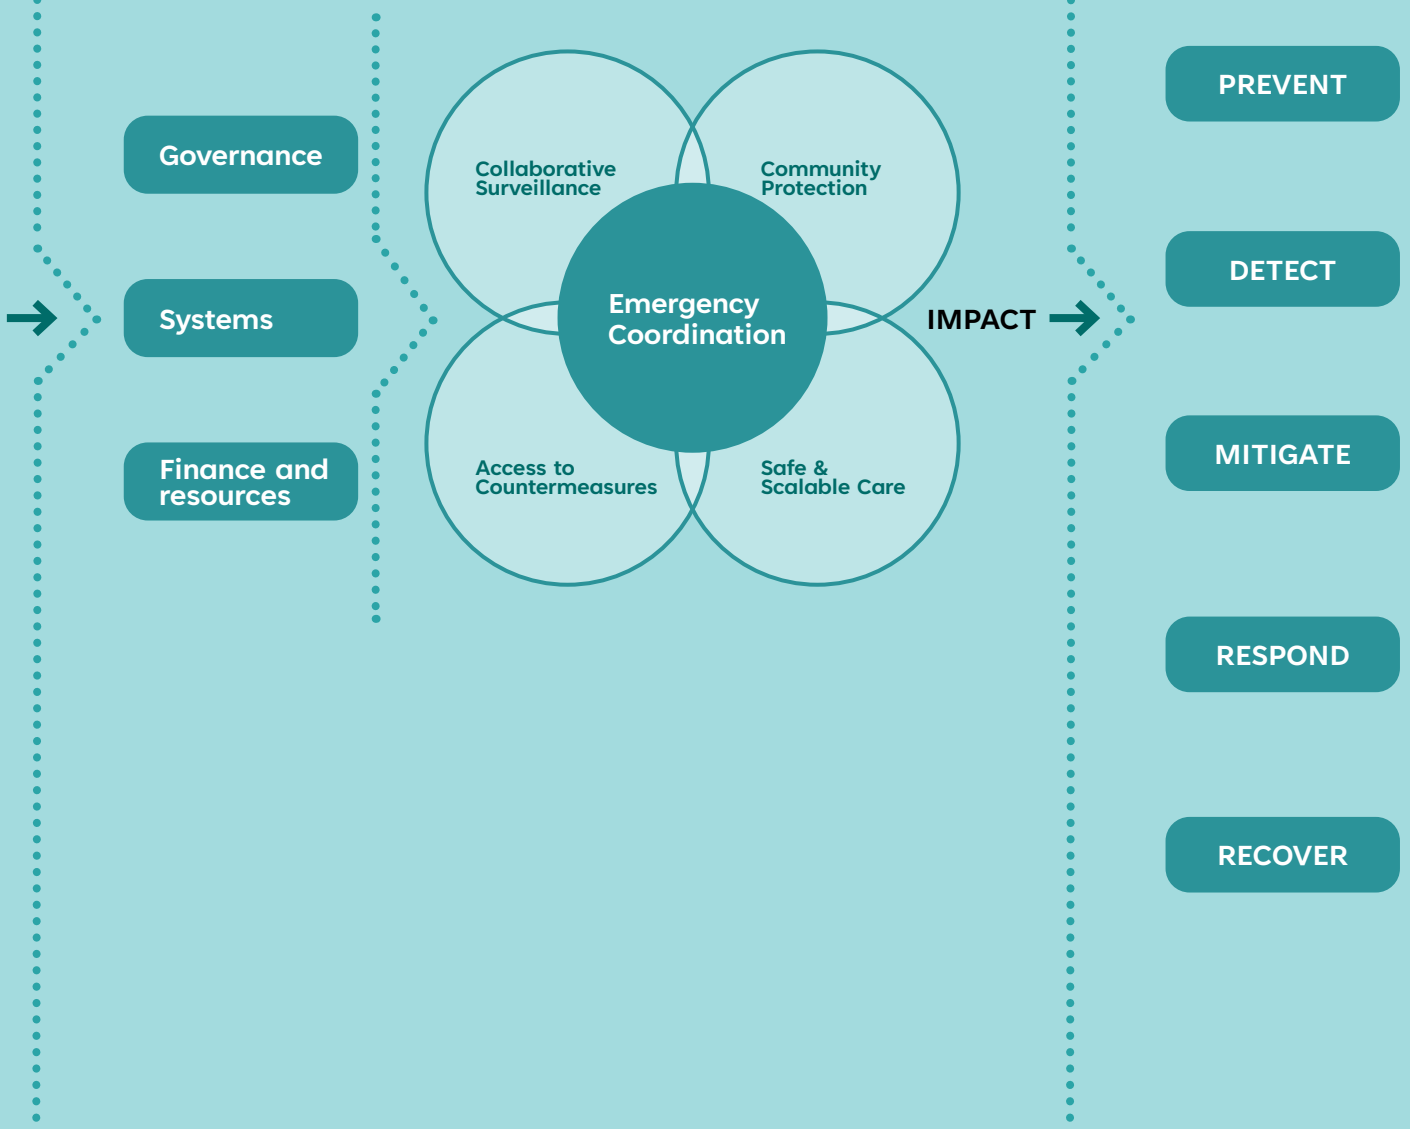 Governance
Systems
Finance and
resources
Collaborative
Surveillance
Community
Protection
Emergency
Coordination
Access to
Countermeasures
Safe &
Scalable Care
IMPACT
PREVENT
DETECT
MITIGATE
RESPOND
RECOVER